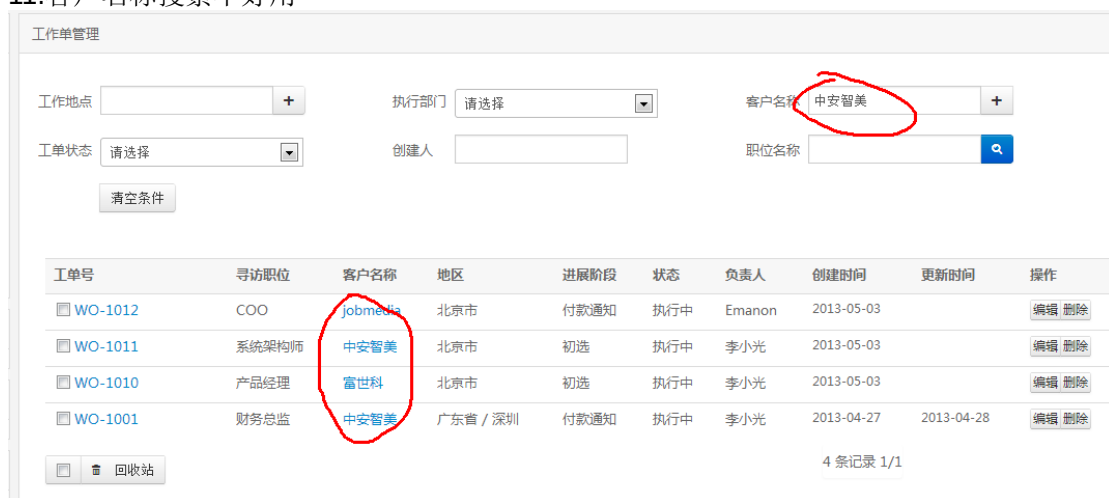 11.客户名称搜索不好用
工作单管理
工作地点 + 执行部门 请选择 客户名称 中安智美 +
工单状态 请选择 创建人 职位名称
清空条件
工单号 寻访职位 客户名称 地区 进展阶段 状态 负责人 创建时间 更新时间 操作
WO-1012 COO jobmedia 北京市 付款通知 执行中 Emanon 2013-05-03 编辑 删除
WO-1011 系统架构师 中安智美 北京市 初选 执行中 李小光 2013-05-03 编辑 删除
WO-1010 产品经理 富世科 北京市 初选 执行中 李小光 2013-05-03 编辑 删除
WO-1001 财务总监 中安智美 广东省 / 深圳 付款通知 执行中 李小光 2013-04-27 2013-04-28 编辑 删除
回收站 4 条记录 1/1